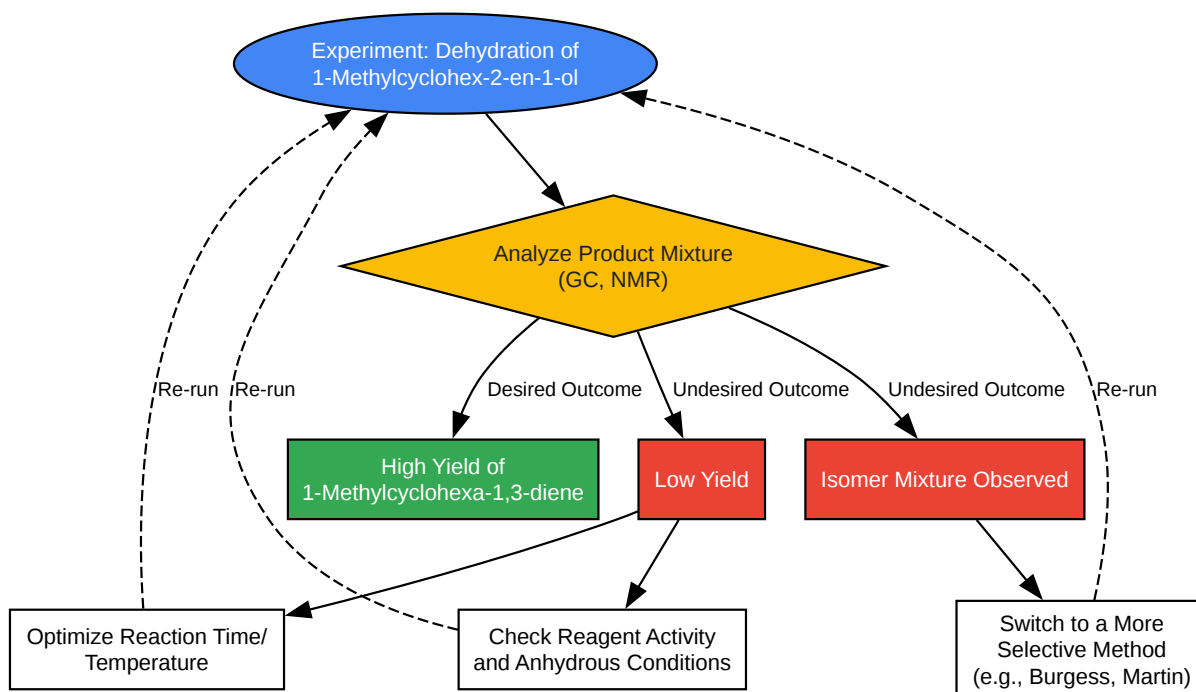 Experiment: Dehydration of
1-Methylcyclohex-2-en-1-ol
Analyze Product Mixture
(GC, NMR)
Re-run
Re-run
Desired Outcome
Undesired Outcome
Undesired Outcome
Re-run
High Yield of
1-Methylcyclohexa-1,3-diene
Low Yield
Isomer Mixture Observed
Optimize Reaction Time/
Temperature
Check Reagent Activity
and Anhydrous Conditions
Switch to a More
Selective Method
(e.g., Burgess, Martin)